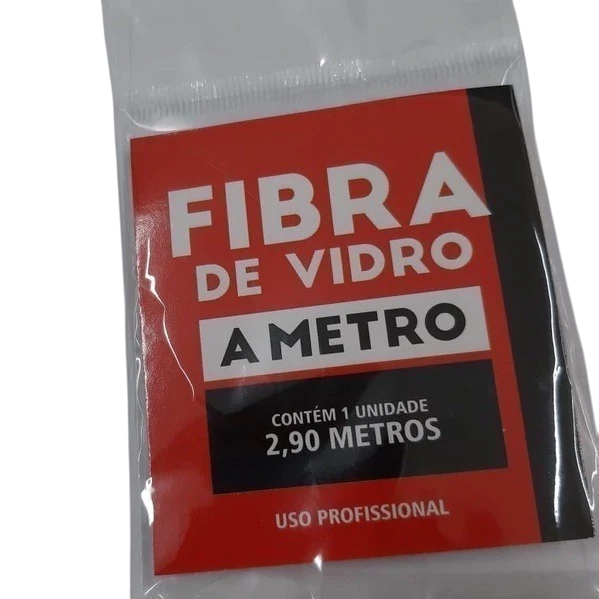 FIBRA
DE VIDRO
A METRO
CONTÉM 1 UNIDADE
2,90 METROS
USO PROFISSIONAL